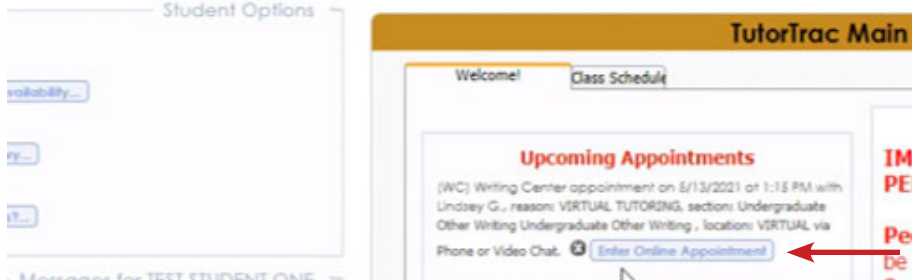 Student Options
TutorTrac Main
Welcome!
Class Schedule
Upcoming Appointments
(WC) Writing Center appointment on 5/13/2021 at 1:15 PM with
Lindsey G., reason: VIRTUAL TUTORING, section: Undergraduate
Other Writing Undergraduate Other Writing , location: VIRTUAL via
Phone or Video Chat. Enter Online Appointment
IM
PE
Pe
be
Messages for TEST STUDENT ONE